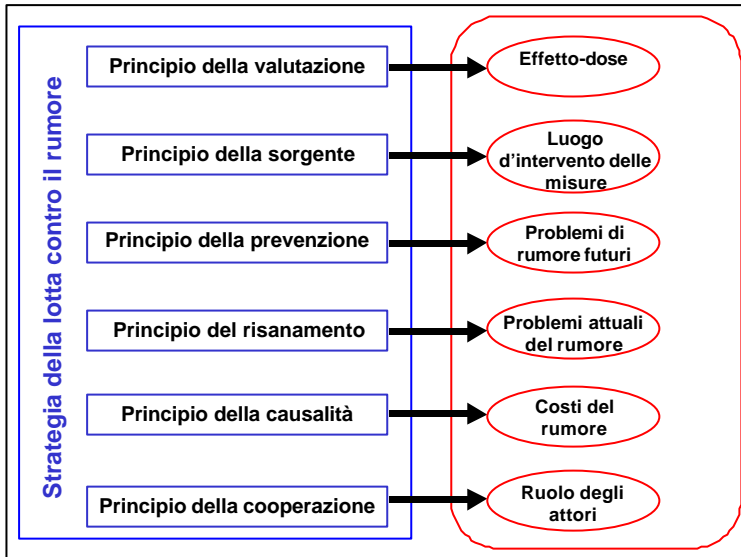 Strategia della lotta contro il rumore
Principio della valutazione
Effetto-dose
Principio della sorgente
Luogo
d'intervento delle
misure
Principio della prevenzione
Problemi di
rumore futuri
Principio del risanamento
Problemi attuali
del rumore
Principio della causalità
Costi del
rumore
Principio della cooperazione
Ruolo degli
attori